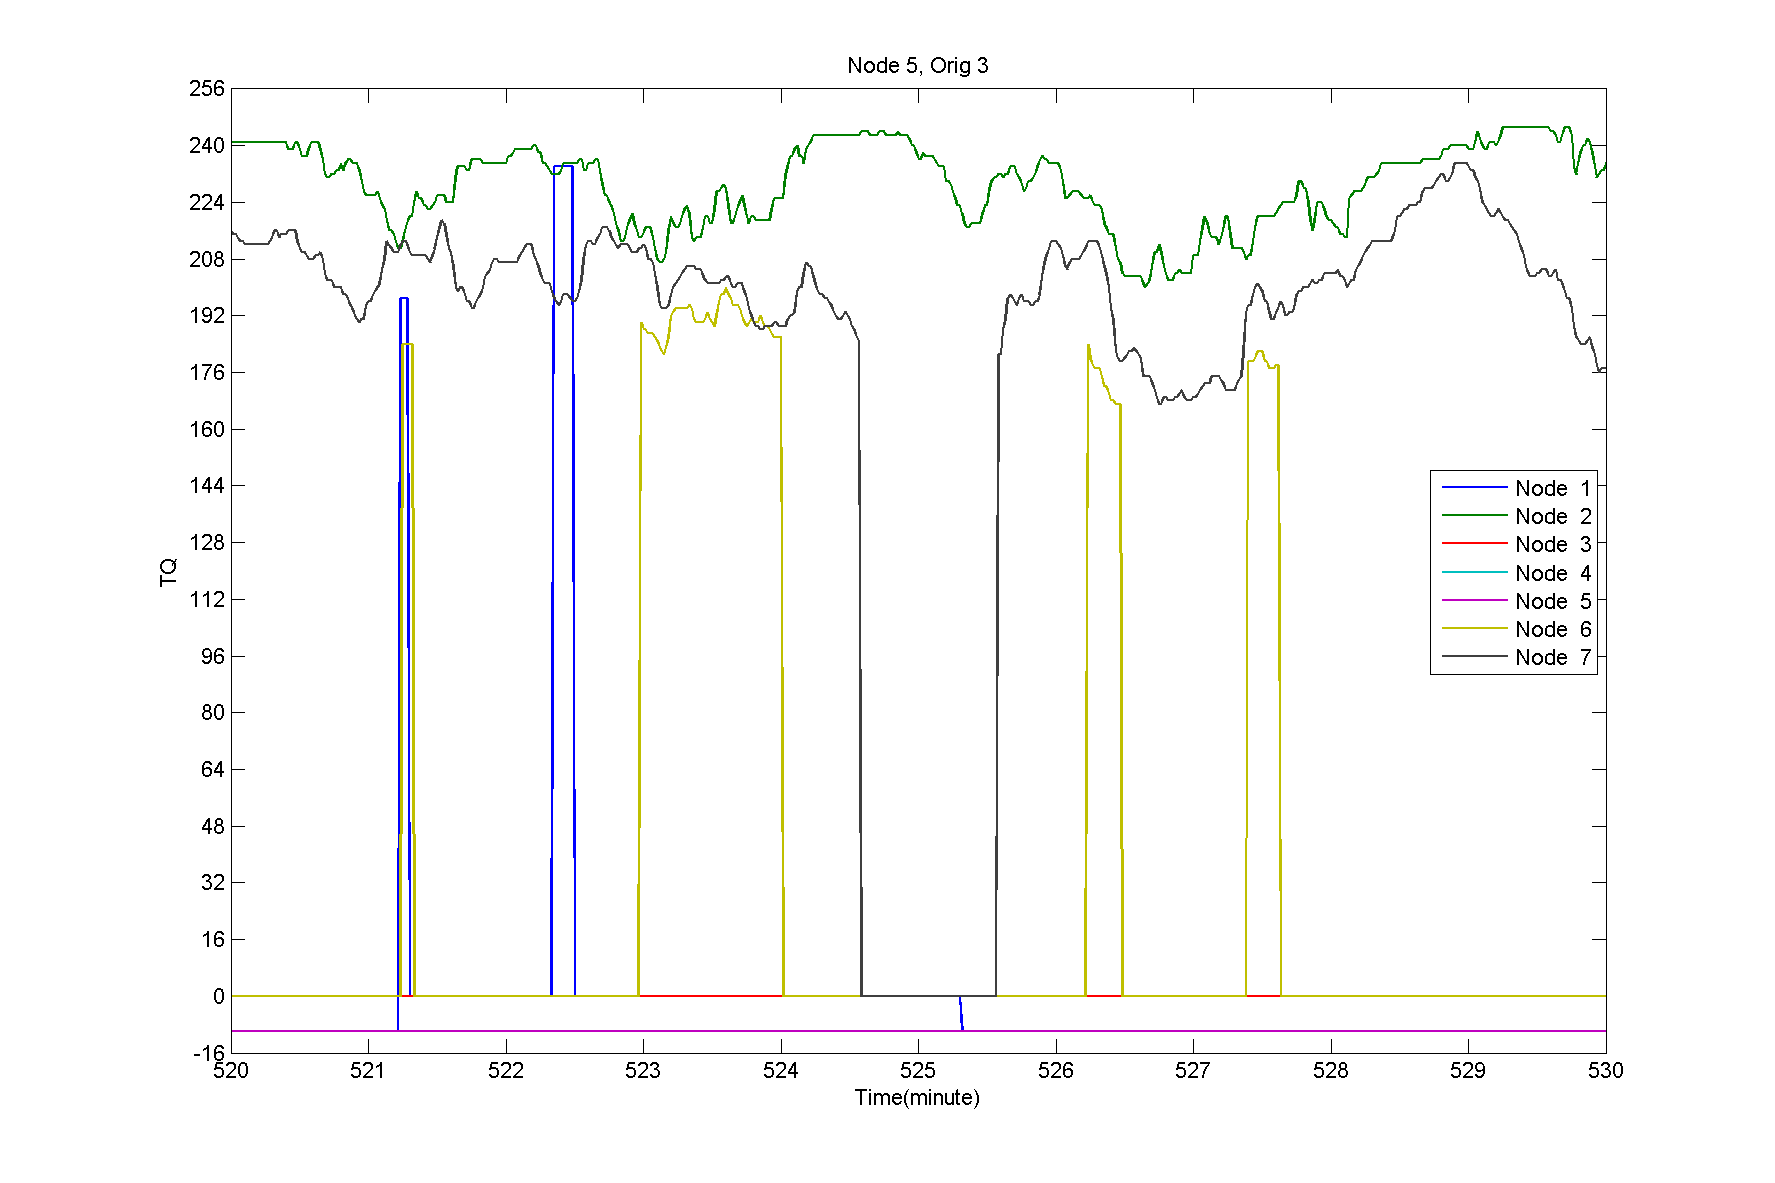 Node 5, Orig 3
256
240
224
208
192
176
160
144
128
112
96
80
64
48
32
16
0
-16
TQ
Node 1
Node 2
Node 3
Node 4
Node 5
Node 6
Node 7
520 521 522 523 524 525 526 527 528 529 530
Time(minute)